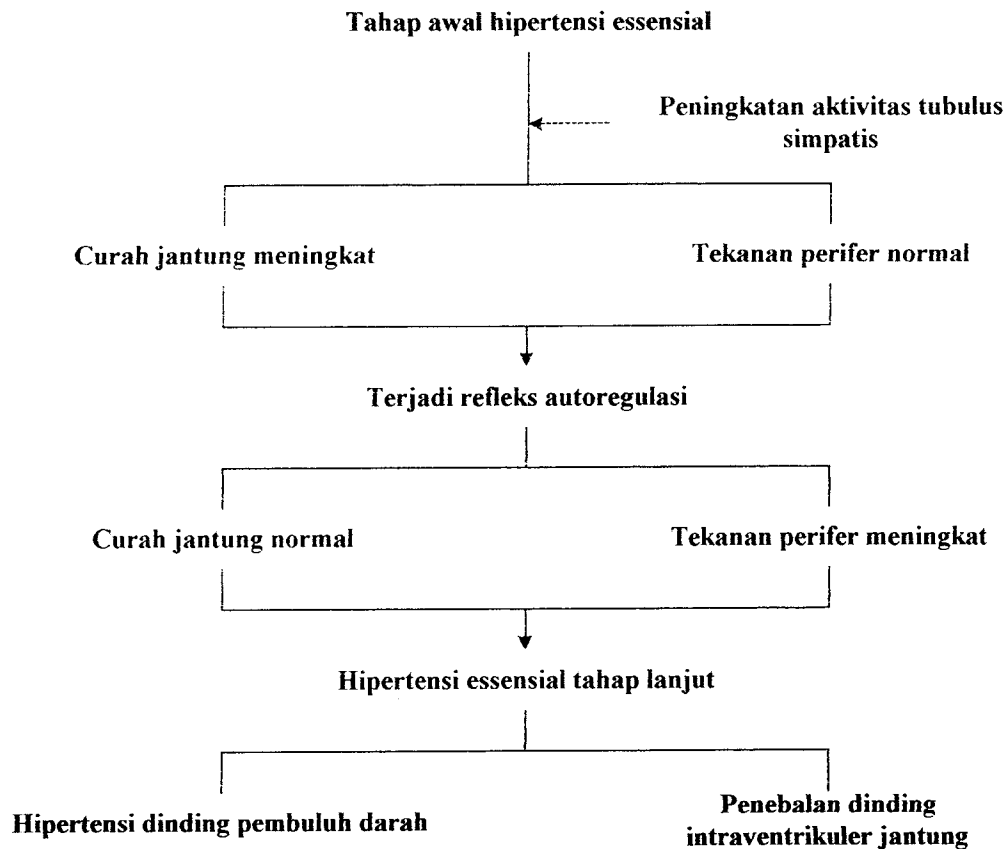 Tahap awal hipertensi essensial
Peningkatan aktivitas tubulus
simpatis
Curah jantung meningkat
Tekanan perifer normal
Terjadi refleks autoregulasi
Curah jantung normal
Tekanan perifer meningkat
Hipertensi essensial tahap lanjut
Hipertensi dinding pembuluh darah
Penebalan dinding
intraventrikuler jantung